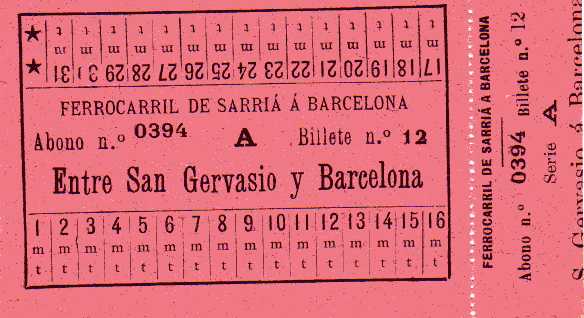 ★ t t t t t t t t t t t t t t t
m m m m m m m m m m m m m m m
★ 31 30 29 28 27 26 25 24 23 22 21 20 19 18 17
FERROCARRIL DE SARRIÁ Á BARCELONA
Abono n.º 0394 A Billete n.º 12
Entre San Gervasio y Barcelona
1 2 3 4 5 6 7 8 9 10 11 12 13 14 15 16
m m m m m m m m m m m m m m m m
t t t t t t t t t t t t t t t t
FERROCARRIL DE SARRIÁ A BARCELONA
Abono n.º 0394 Billete n.º 12
Serie A
S. Gervasio á Barcelona